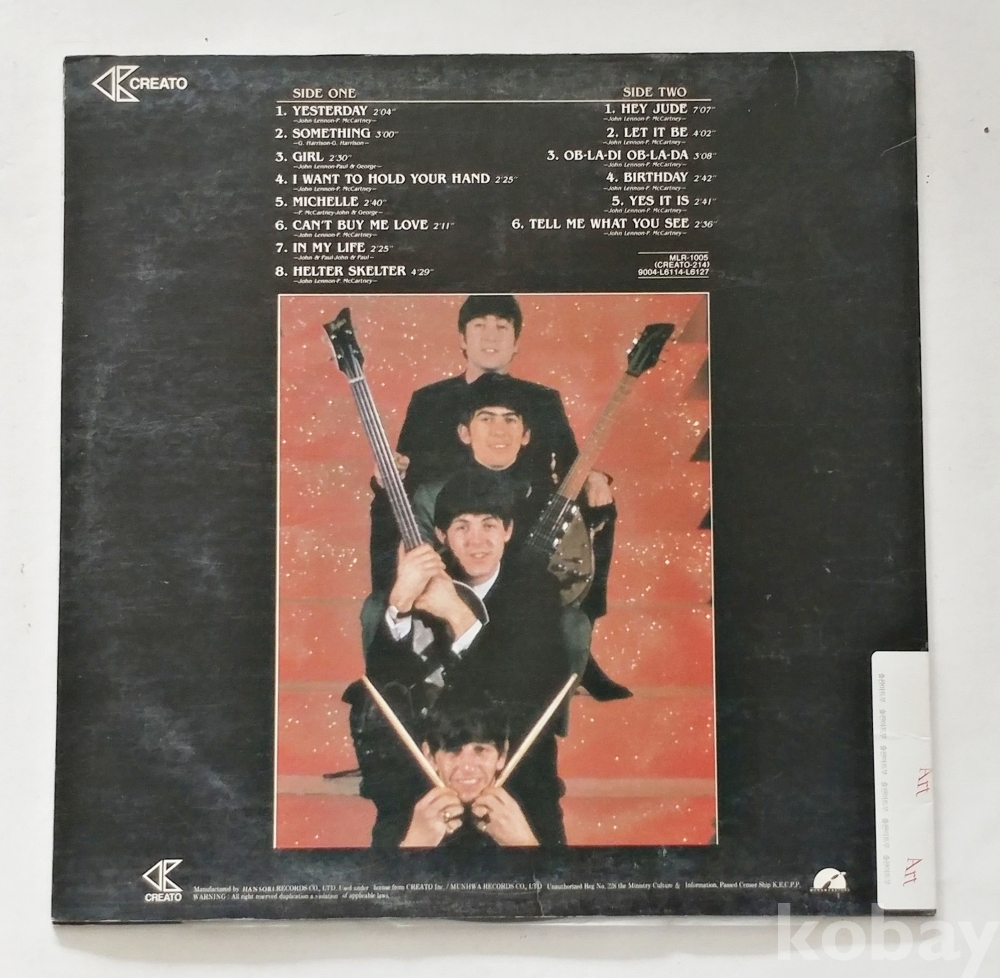 CREATO
SIDE ONE
1. YESTERDAY 2'04"
—John Lennon-P. McCartney—
2. SOMETHING 3'00"
—G. Harrison-G. Harrison—
3. GIRL 2'30"
—John Lennon-Paul & George—
4. I WANT TO HOLD YOUR HAND 2'25"
—John Lennon-P. McCartney—
5. MICHELLE 2'40"
—P. McCartney-John & George—
6. CAN'T BUY ME LOVE 2'11"
—John Lennon-P. McCartney—
7. IN MY LIFE 2'25"
—John & Paul-John & Paul—
8. HELTER SKELTER 4'29"
—John Lennon-P. McCartney—
SIDE TWO
1. HEY JUDE 7'07"
—John Lennon-P. McCartney—
2. LET IT BE 4'02"
—John Lennon-P. McCartney—
3. OB-LA-DI OB-LA-DA 3'08"
—John Lennon-P. McCartney—
4. BIRTHDAY 2'42"
—John Lennon-P. McCartney—
5. YES IT IS 2'41"
—John Lennon-P. McCartney—
6. TELL ME WHAT YOU SEE 2'36"
—John Lennon-P. McCartney—
MLR-1005
(CREATO-214)
9004-L6114-L6127
Art
Art
CREATO
Manufactured by HANSORI RECORDS CO., LTD. Used under license from CREATO Inc. / MUNHWA RECORDS CO., LTD Unauthorized Reg No. 226 the Ministry Culture & Information, Passed Censor Ship K.E.C.P.P.
WARNING : All right reserved duplication a violation of applicable laws.
kobay